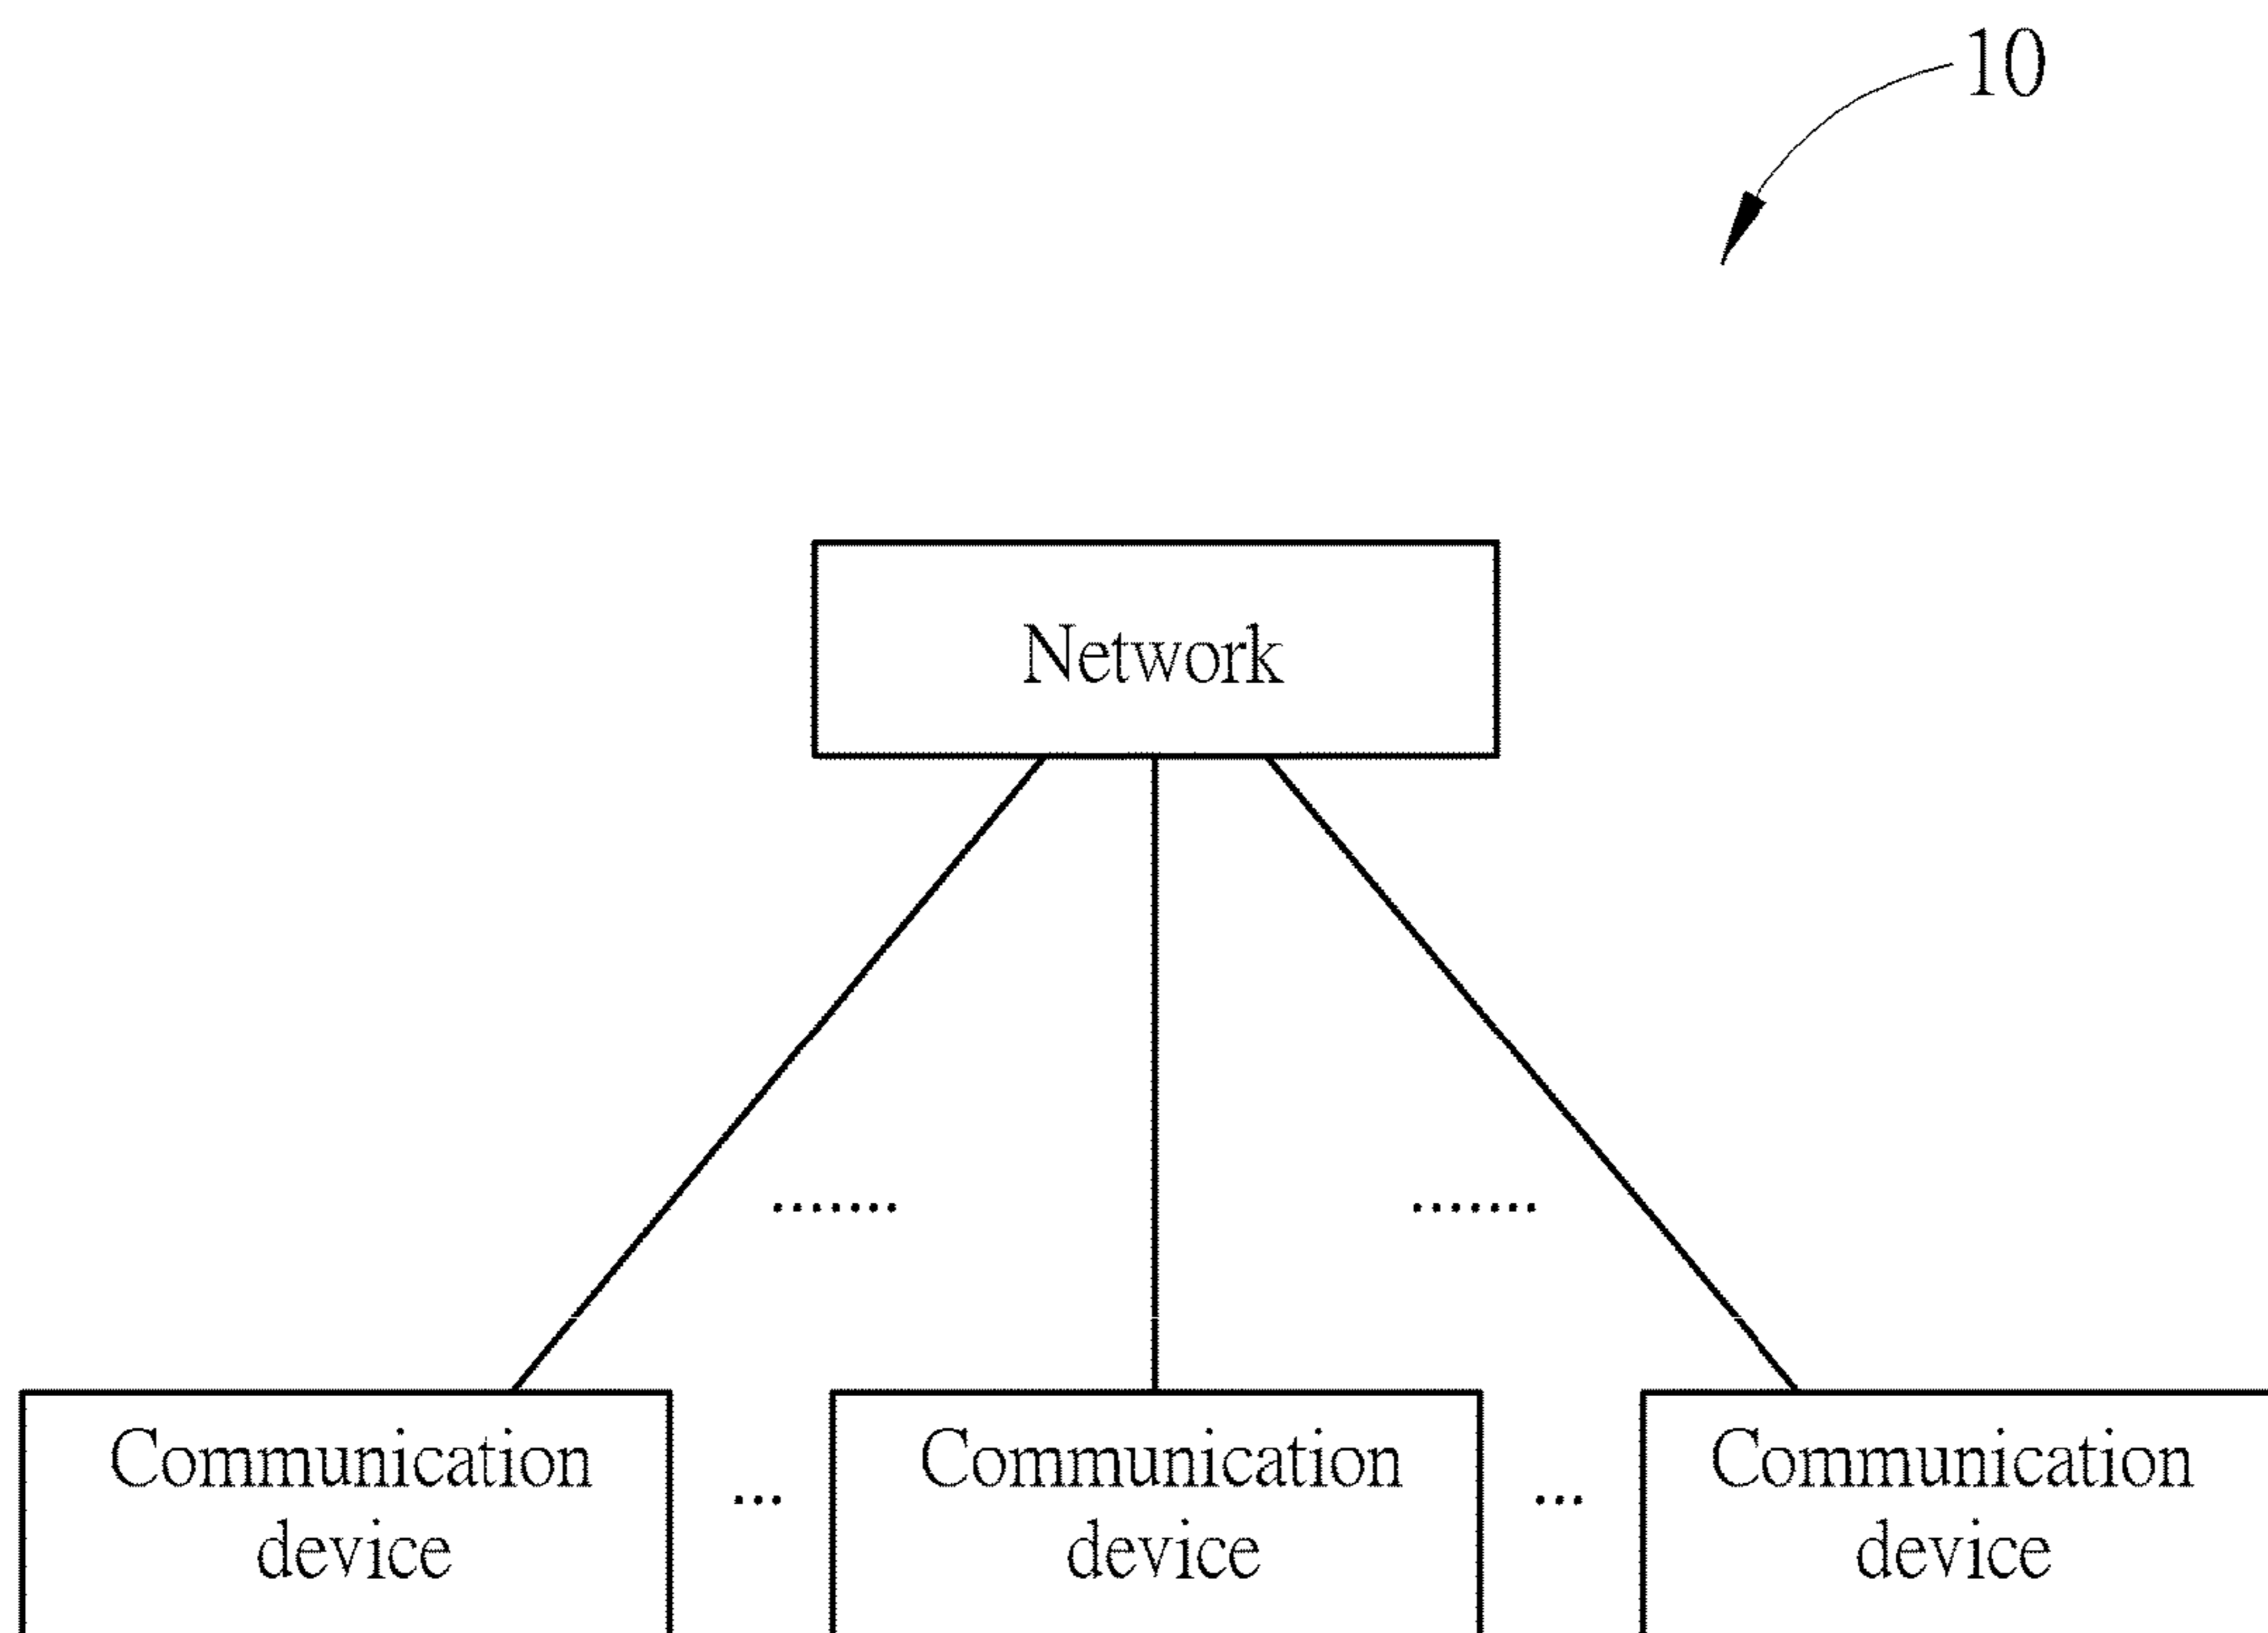 10
Network
....... .......
Communication device ... Communication device ... Communication device